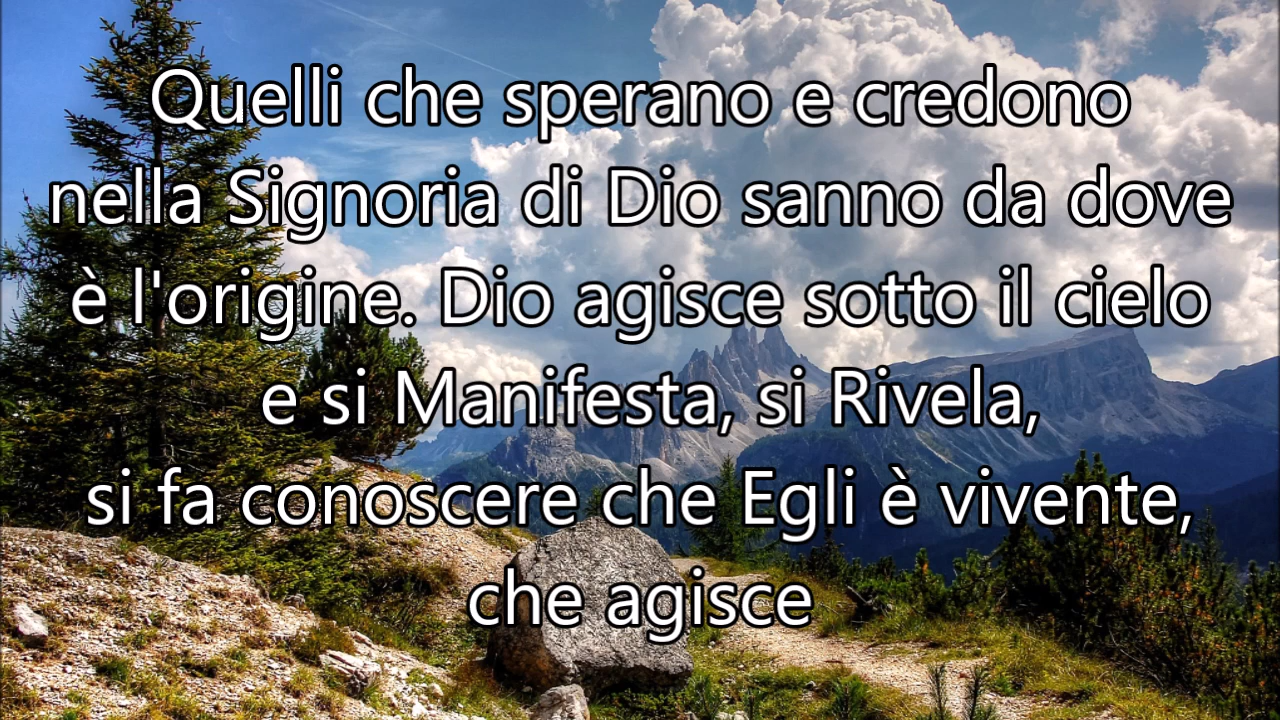 Quelli che sperano e credono
nella Signoria di Dio sanno da dove
è l'origine. Dio agisce sotto il cielo
e si Manifesta, si Rivela,
si fa conoscere che Egli è vivente,
che agisce